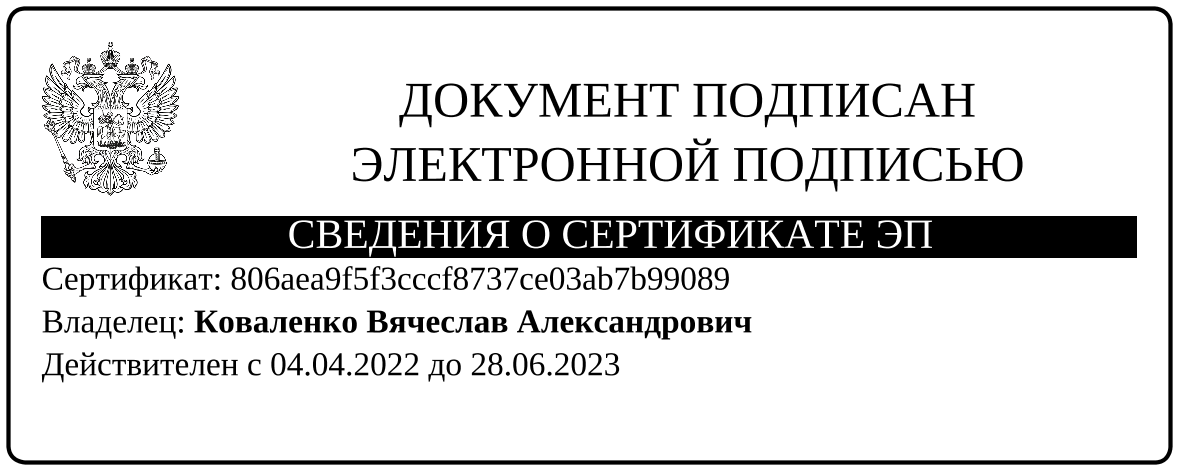 ДОКУМЕНТ ПОДПИСАН
ЭЛЕКТРОННОЙ ПОДПИСЬЮ
СВЕДЕНИЯ О СЕРТИФИКАТЕ ЭП
Сертификат: 806aea9f5f3cccf8737ce03ab7b99089
Владелец: Коваленко Вячеслав Александрович
Действителен с 04.04.2022 до 28.06.2023